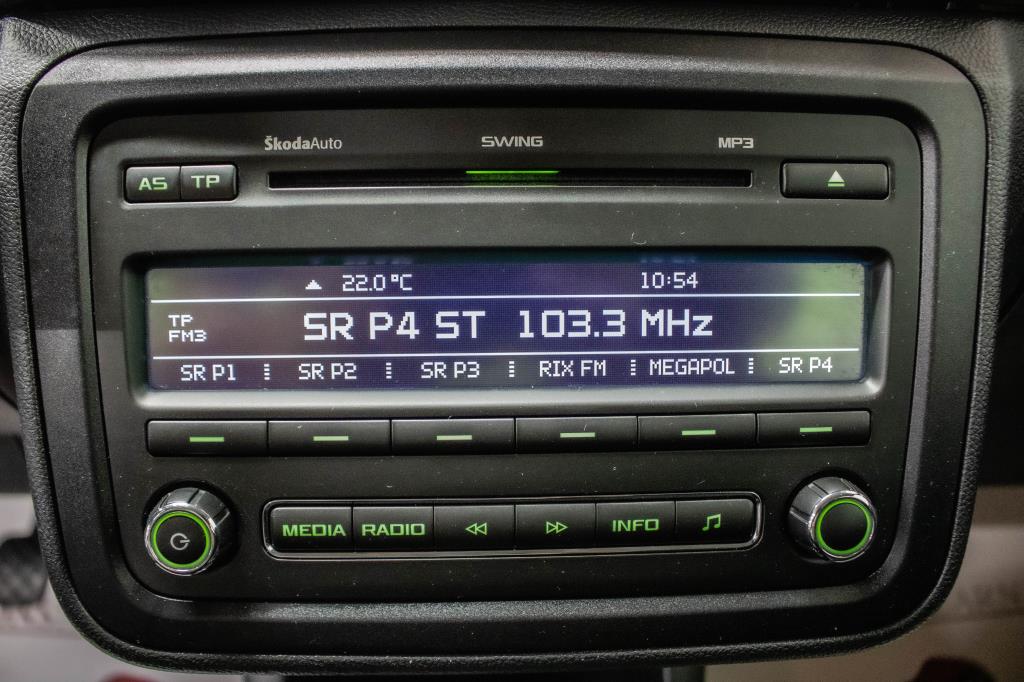 ŠkodaAuto SWING MP3
AS TP
22.0 °C 10:54
TP
FM3
SR P4 ST 103.3 MHz
SR P1 SR P2 SR P3 RIX FM MEGAPOL SR P4
MEDIA RADIO INFO